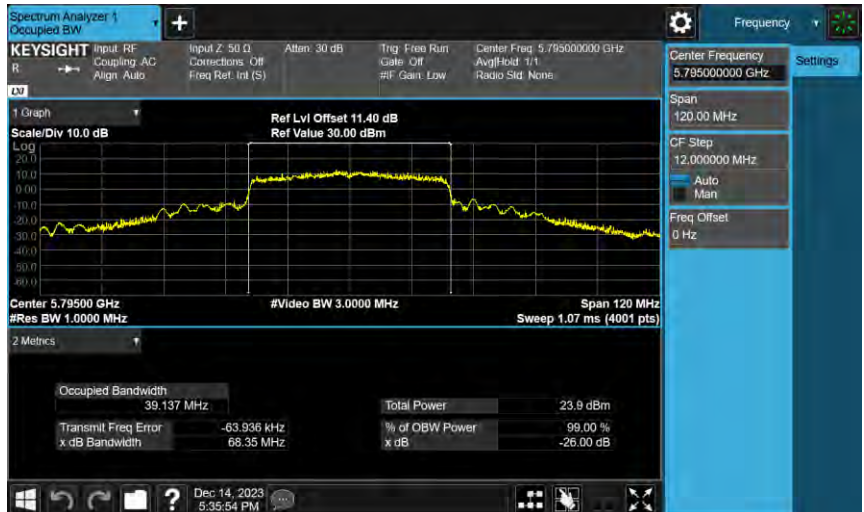 Spectrum Analyzer 1
Occupied BW
+
Frequency
KEYSIGHT
R
LXI
Input: RF
Coupling: AC
Align: Auto
Input Z: 50 Ω
Corrections: Off
Freq Ref: Int (S)
Atten: 30 dB
Trig: Free Run
Gate: Off
#IF Gain: Low
Center Freq: 5.795000000 GHz
Avg|Hold: 1/1
Radio Std: None
Center Frequency
5.795000000 GHz
Settings
Span
120.00 MHz
CF Step
12.000000 MHz
Auto
Man
Freq Offset
0 Hz
1 Graph
Scale/Div 10.0 dB
Ref Lvl Offset 11.40 dB
Ref Value 30.00 dBm
Log
20.0
10.0
0.00
-10.0
-20.0
-30.0
-40.0
-50.0
-60.0
Center 5.79500 GHz
#Res BW 1.0000 MHz
#Video BW 3.0000 MHz
Span 120 MHz
Sweep 1.07 ms (4001 pts)
2 Metrics
Occupied Bandwidth
39.137 MHz
Total Power 23.9 dBm
Transmit Freq Error -63.936 kHz
% of OBW Power 99.00 %
x dB Bandwidth 68.35 MHz
x dB -26.00 dB
?
Dec 14, 2023
5:35:54 PM